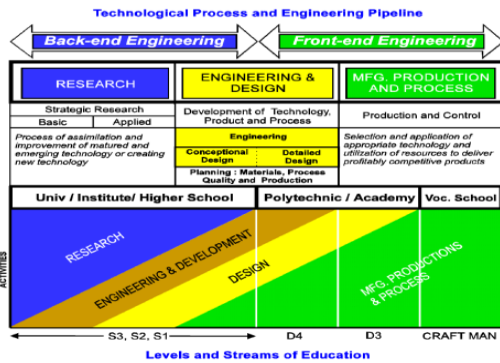 Technological Process and Engineering Pipeline
Back-end Engineering
Front-end Engineering
RESEARCH
ENGINEERING &
DESIGN
MFG. PRODUCTION
AND PROCESS
Strategic Research
Basic
Applied
Process of assimilation and
improvement of matured and
emerging technology or creating
new technology
Development of Technology,
Product and Process
Engineering
Conceptional
Design
Detailed
Design
Planning : Materials, Process
Quality and Production
Production and Control
Selection and application of
appropriate technology and
utilization of resources to deliver
profitably competitive products
Univ / Institute/ Higher School
Polytechnic / Academy
Voc. School
ACTIVITIES
RESEARCH
ENGINEERING & DEVELOPMENT
DESIGN
MFG. PRODUCTIONS
& PROCESS
S3, S2, S1
D4
D3
CRAFT MAN
Levels and Streams of Education